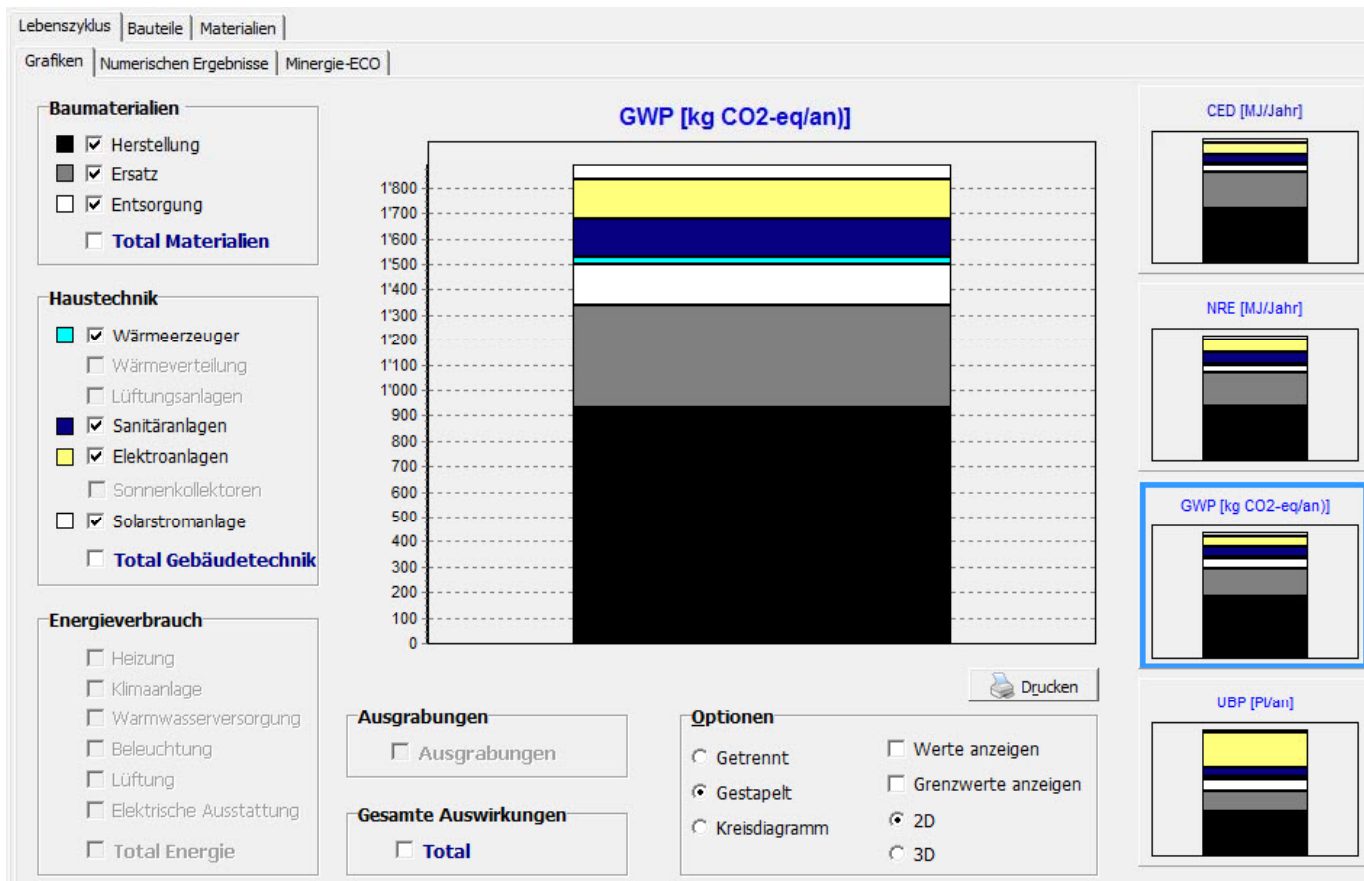 Lebenszyklus Bauteile Materialien
Grafiken Numerischen Ergebnisse Minergie-ECO
Baumaterialien
Herstellung
Ersatz
Entsorgung
Total Materialien
Haustechnik
Wärmeerzeuger
Wärmeverteilung
Lüftungsanlagen
Sanitäranlagen
Elektroanlagen
Sonnenkollektoren
Solarstromanlage
Total Gebäudetechnik
Energieverbrauch
Heizung
Klimaanlage
Warmwasserversorgung
Beleuchtung
Lüftung
Elektrische Ausstattung
Total Energie
GWP [kg CO2-eq/an)]
1'800
1'700
1'600
1'500
1'400
1'300
1'200
1'100
1'000
900
800
700
600
500
400
300
200
100
0
Drucken
Ausgrabungen
Ausgrabungen
Gesamte Auswirkungen
Total
Optionen
Getrennt
Gestapelt
Kreisdiagramm
Werte anzeigen
Grenzwerte anzeigen
2D
3D
CED [MJ/Jahr]
NRE [MJ/Jahr]
GWP [kg CO2-eq/an)]
UBP [Pt/an]